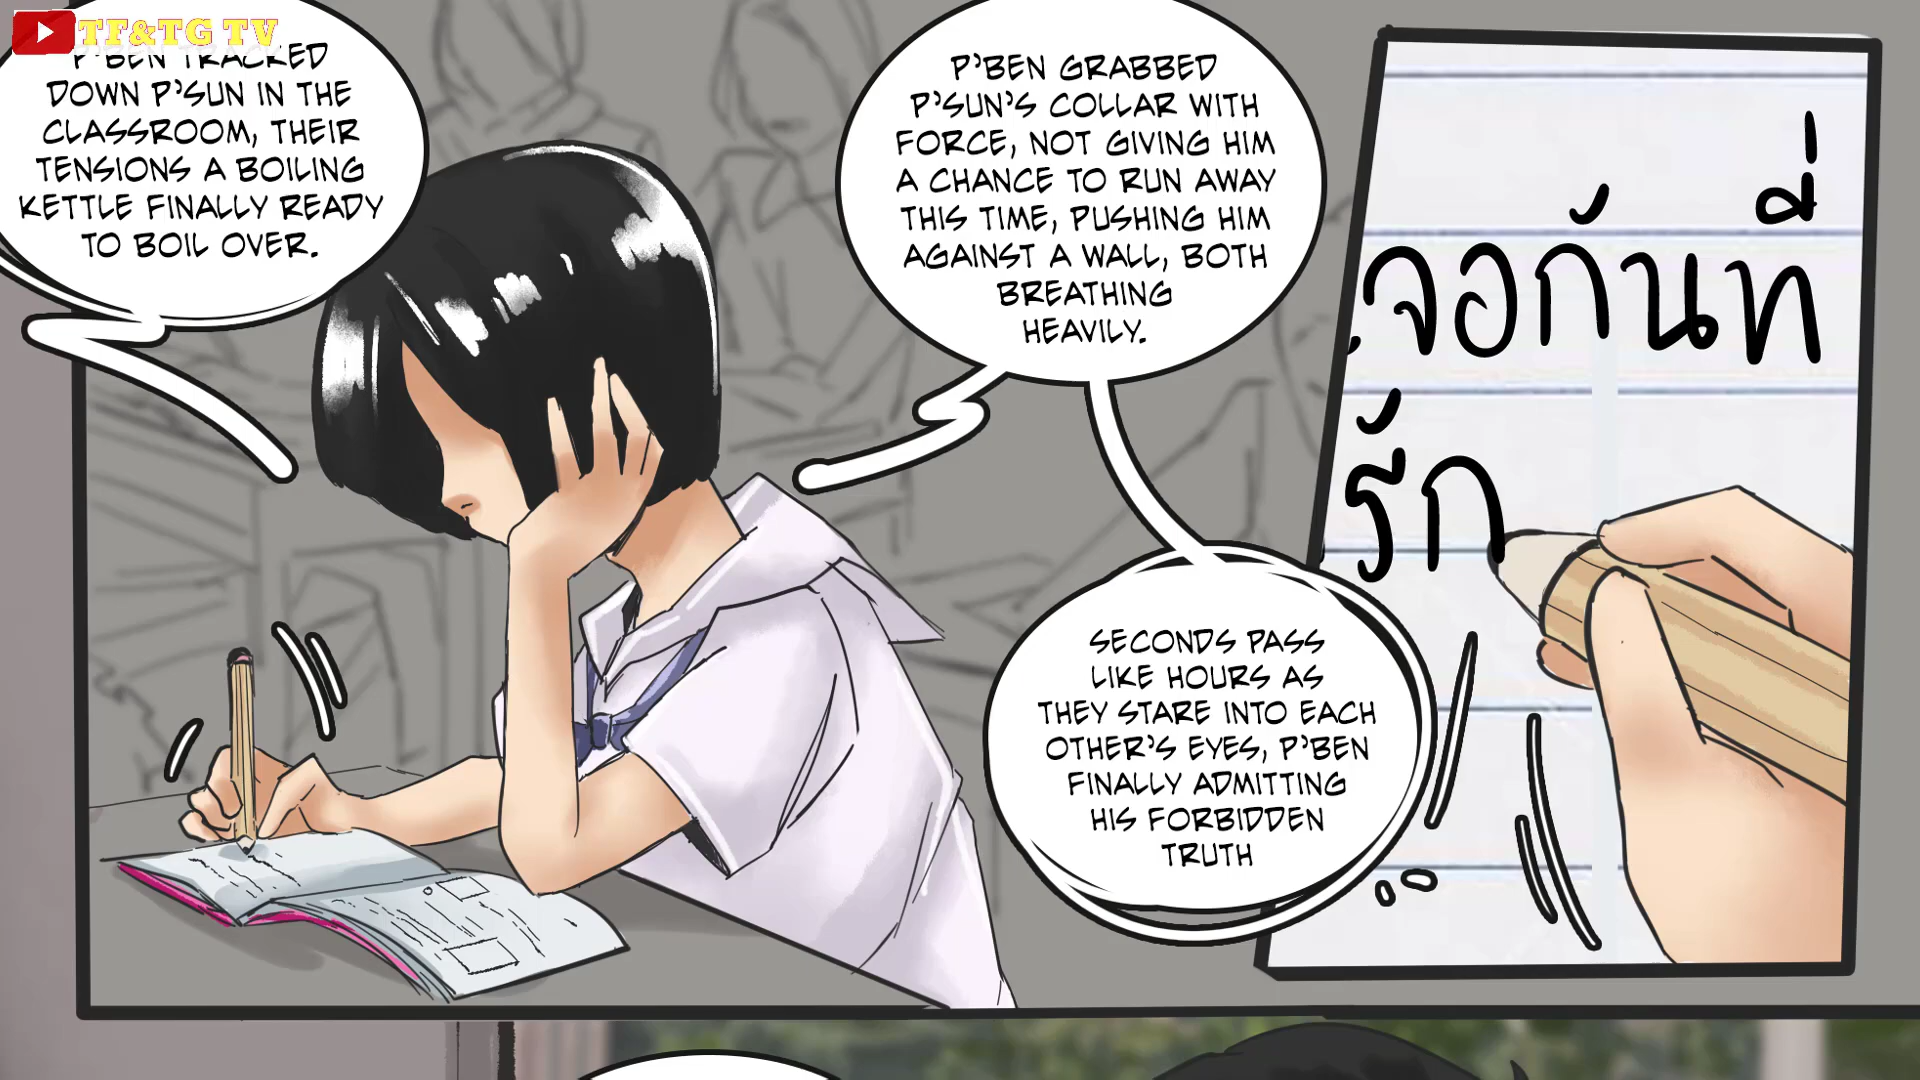 TF&TG TV
P'BEN TRACKED
DOWN P'SUN IN THE
CLASSROOM, THEIR
TENSIONS A BOILING
KETTLE FINALLY READY
TO BOIL OVER.
P'BEN GRABBED
P'SUN'S COLLAR WITH
FORCE, NOT GIVING HIM
A CHANCE TO RUN AWAY
THIS TIME, PUSHING HIM
AGAINST A WALL, BOTH
BREATHING
HEAVILY.
SECONDS PASS
LIKE HOURS AS
THEY STARE INTO EACH
OTHER'S EYES, P'BEN
FINALLY ADMITTING
HIS FORBIDDEN
TRUTH
จอกันที่
รัก